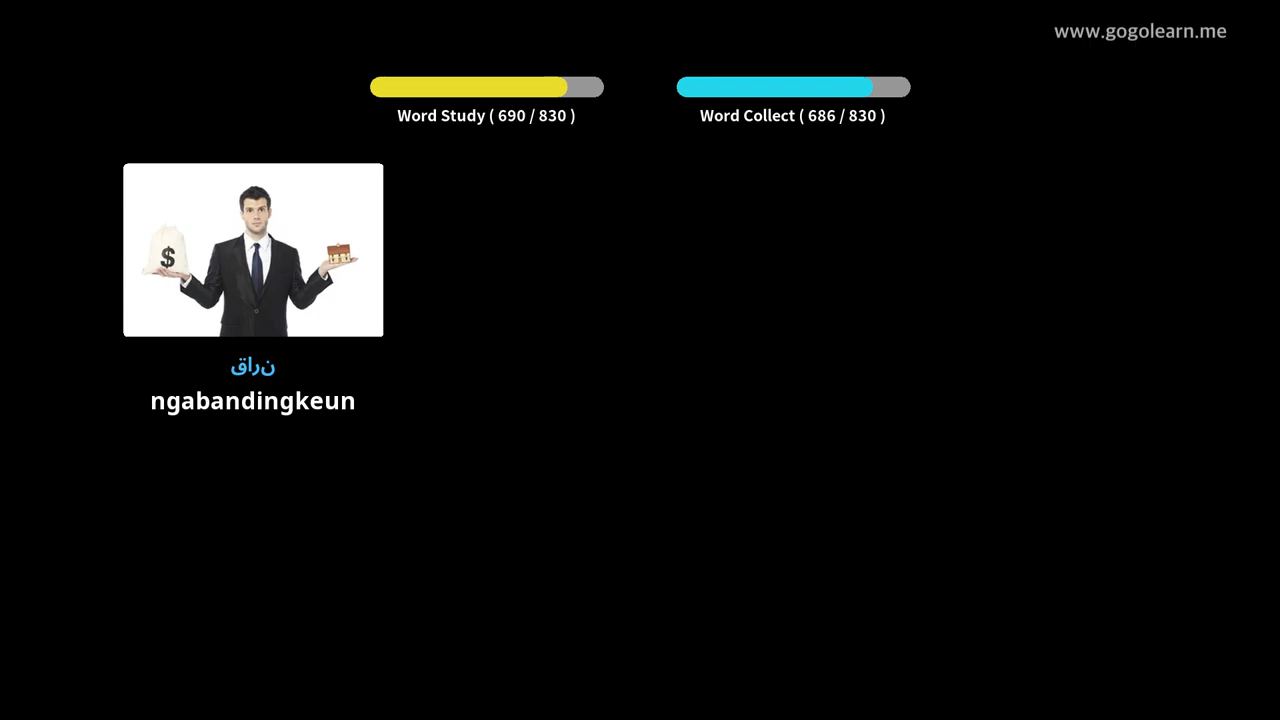 www.gogolearn.me
Word Study ( 690 / 830 )
Word Collect ( 686 / 830 )
$
قارن
ngabandingkeun